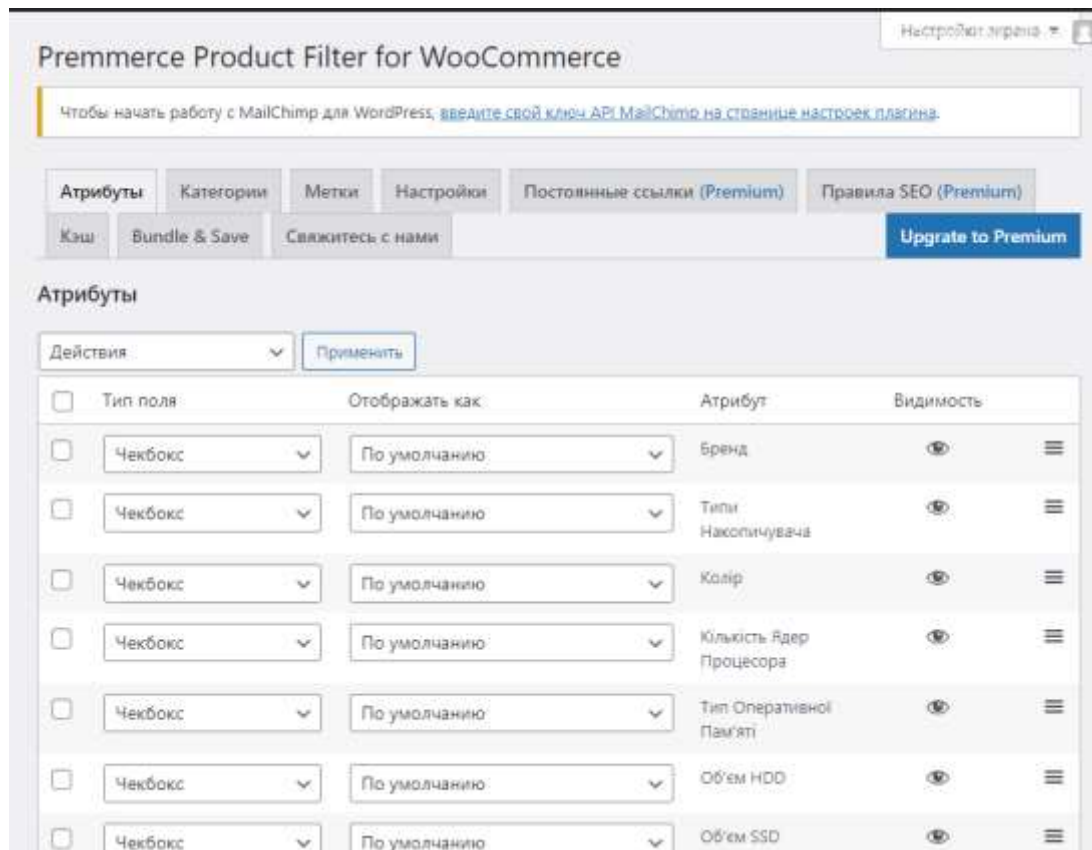 Настройки экрана
Premmerce Product Filter for WooCommerce
Чтобы начать работу с MailChimp для WordPress, введите свой ключ API MailChimp на странице настроек плагина.
Атрибуты Категории Метки Настройки Постоянные ссылки (Premium) Правила SEO (Premium)
Кэш Bundle & Save Свяжитесь с нами Upgrate to Premium
Атрибуты
Действия Применить
Тип поля Отображать как Атрибут Видимость
Чекбокс По умолчанию Бренд
Чекбокс По умолчанию Типи
Накопичувача
Чекбокс По умолчанию Колір
Чекбокс По умолчанию Кількість Ядер
Процесора
Чекбокс По умолчанию Тип Оперативної
Пам'яті
Чекбокс По умолчанию Об'єм HDD
Чекбокс По умолчанию Об'єм SSD